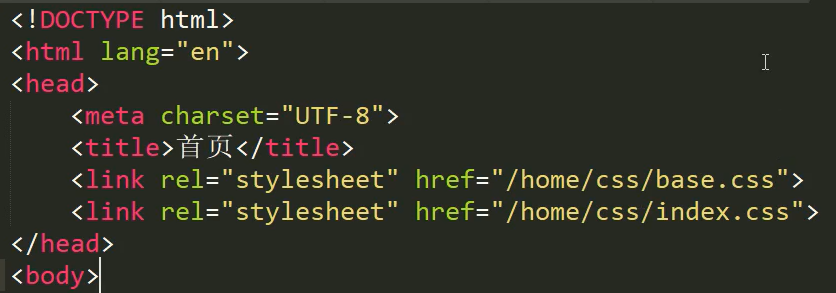 <!DOCTYPE html>
<html lang="en">
<head>
    <meta charset="UTF-8">
    <title>首页</title>
    <link rel="stylesheet" href="/home/css/base.css">
    <link rel="stylesheet" href="/home/css/index.css">
</head>
<body>